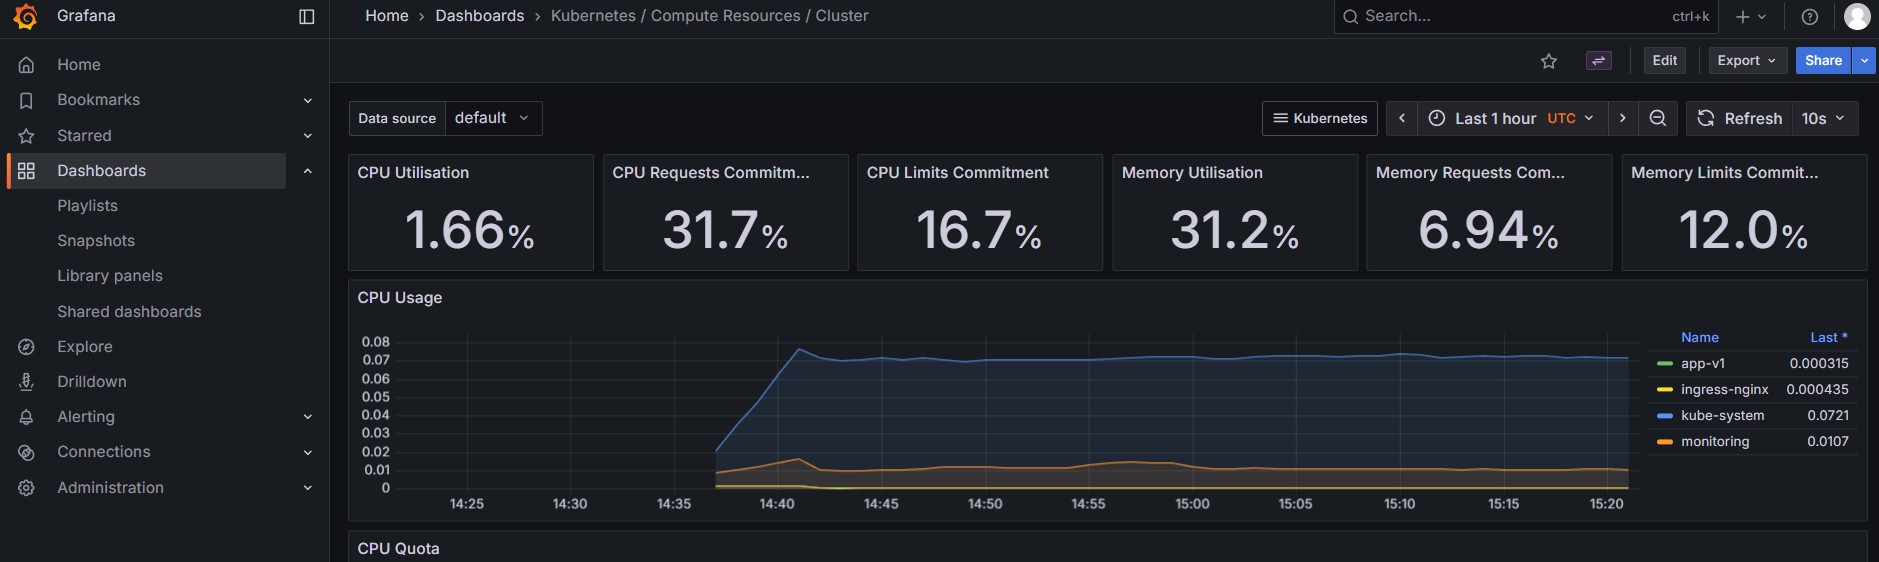 Grafana
Home › Dashboards › Kubernetes / Compute Resources / Cluster
Search... ctrl+k
Edit Export Share
Home
Bookmarks
Starred
Dashboards
Playlists
Snapshots
Library panels
Shared dashboards
Explore
Drilldown
Alerting
Connections
Administration
Data source default
Kubernetes Last 1 hour UTC Refresh 10s
CPU Utilisation
1.66%
CPU Requests Commitm...
31.7%
CPU Limits Commitment
16.7%
Memory Utilisation
31.2%
Memory Requests Com...
6.94%
Memory Limits Commit...
12.0%
CPU Usage
0.08
0.07
0.06
0.05
0.04
0.03
0.02
0.01
0
14:25 14:30 14:35 14:40 14:45 14:50 14:55 15:00 15:05 15:10 15:15 15:20
Name Last *
app-v1 0.000315
ingress-nginx 0.000435
kube-system 0.0721
monitoring 0.0107
CPU Quota